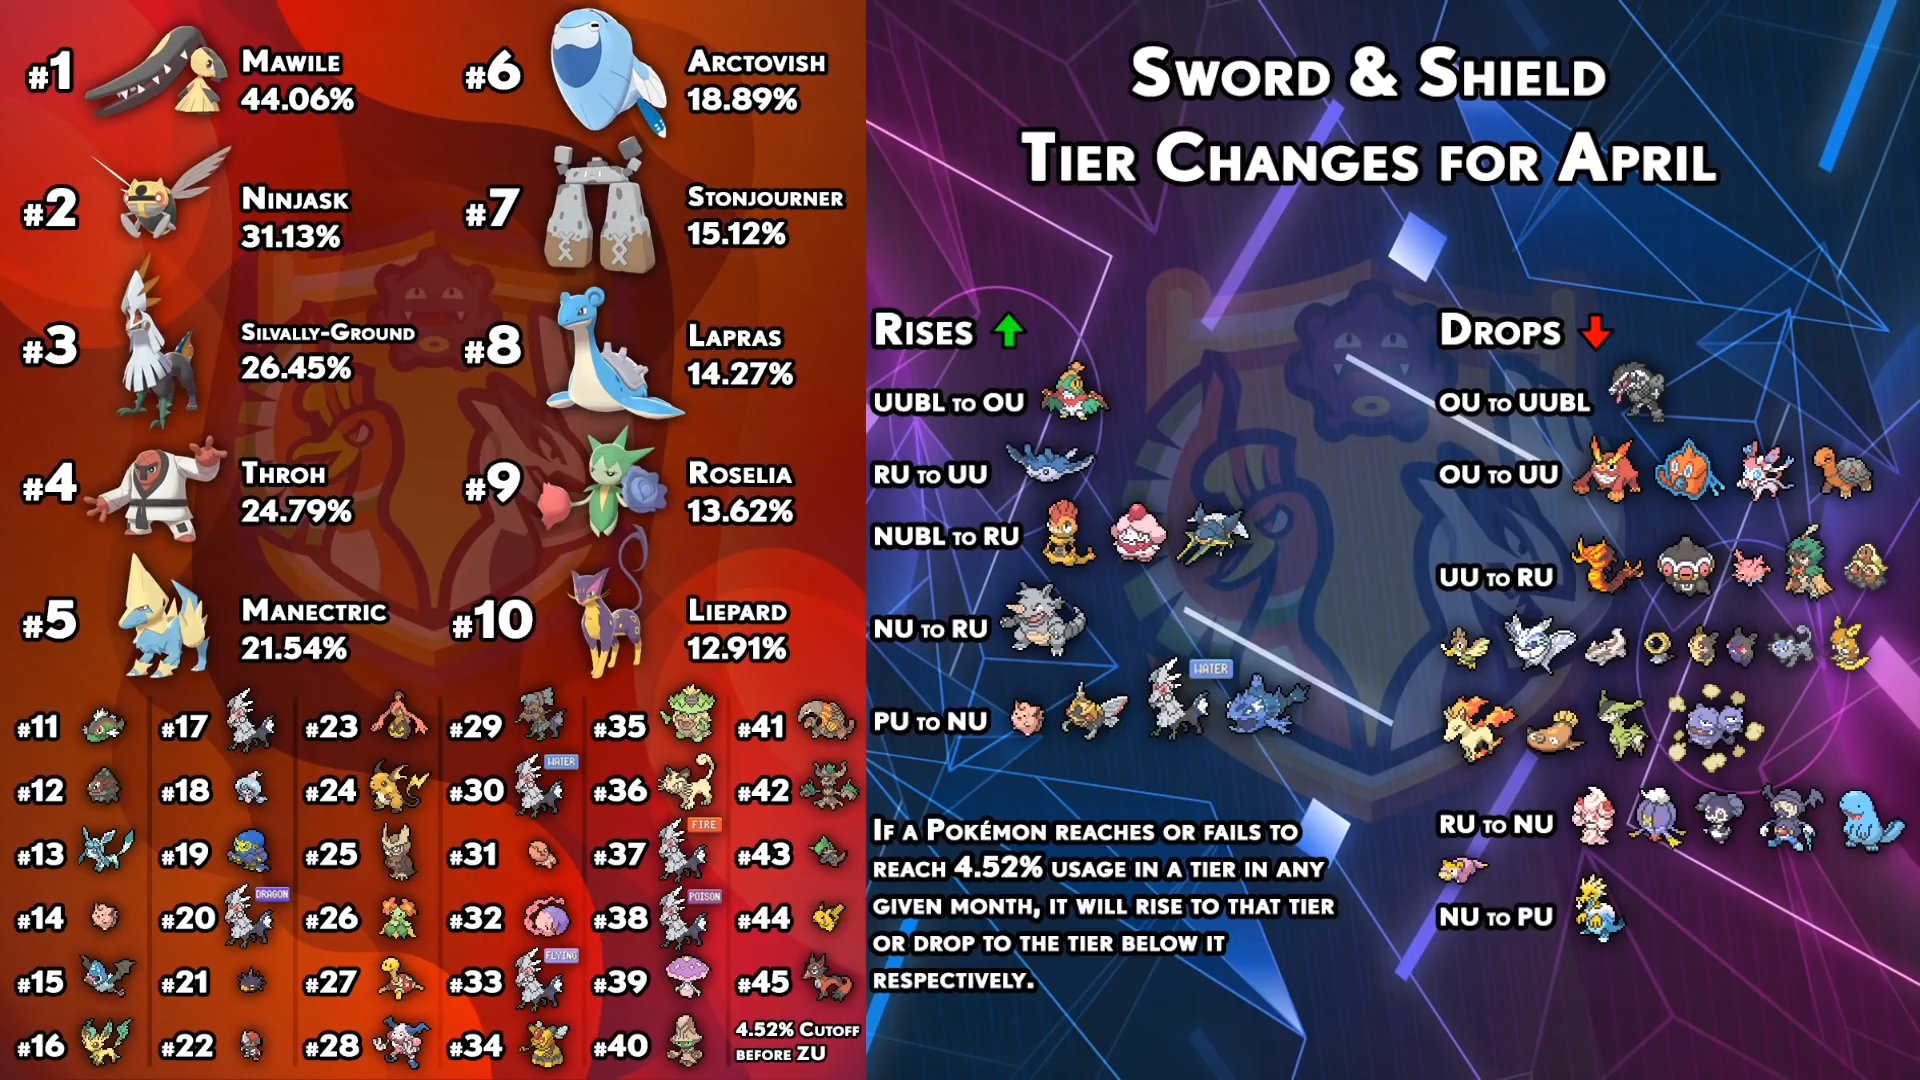 #1 Mawile
44.06%
#2 Ninjask
31.13%
#3 Silvally-Ground
26.45%
#4 Throh
24.79%
#5 Manectric
21.54%
#6 Arctovish
18.89%
#7 Stonjourner
15.12%
#8 Lapras
14.27%
#9 Roselia
13.62%
#10 Liepard
12.91%
#11
#12
#13
#14
#15
#16
#17
#18
#19
#20 DRAGON
#21
#22
#23
#24
#25
#26
#27
#28
#29
#30 WATER
#31
#32
#33 FLYING
#34
#35
#36
#37 FIRE
#38 POISON
#39
#40
#41
#42
#43
#44
#45
4.52% Cutoff
before ZU
Sword & Shield
Tier Changes for April
Rises
UUBL to OU
RU to UU
NUBL to RU
NU to RU
PU to NU
WATER
If a Pokémon reaches or fails to
reach 4.52% usage in a tier in any
given month, it will rise to that tier
or drop to the tier below it
respectively.
Drops
OU to UUBL
OU to UU
UU to RU
RU to NU
NU to PU